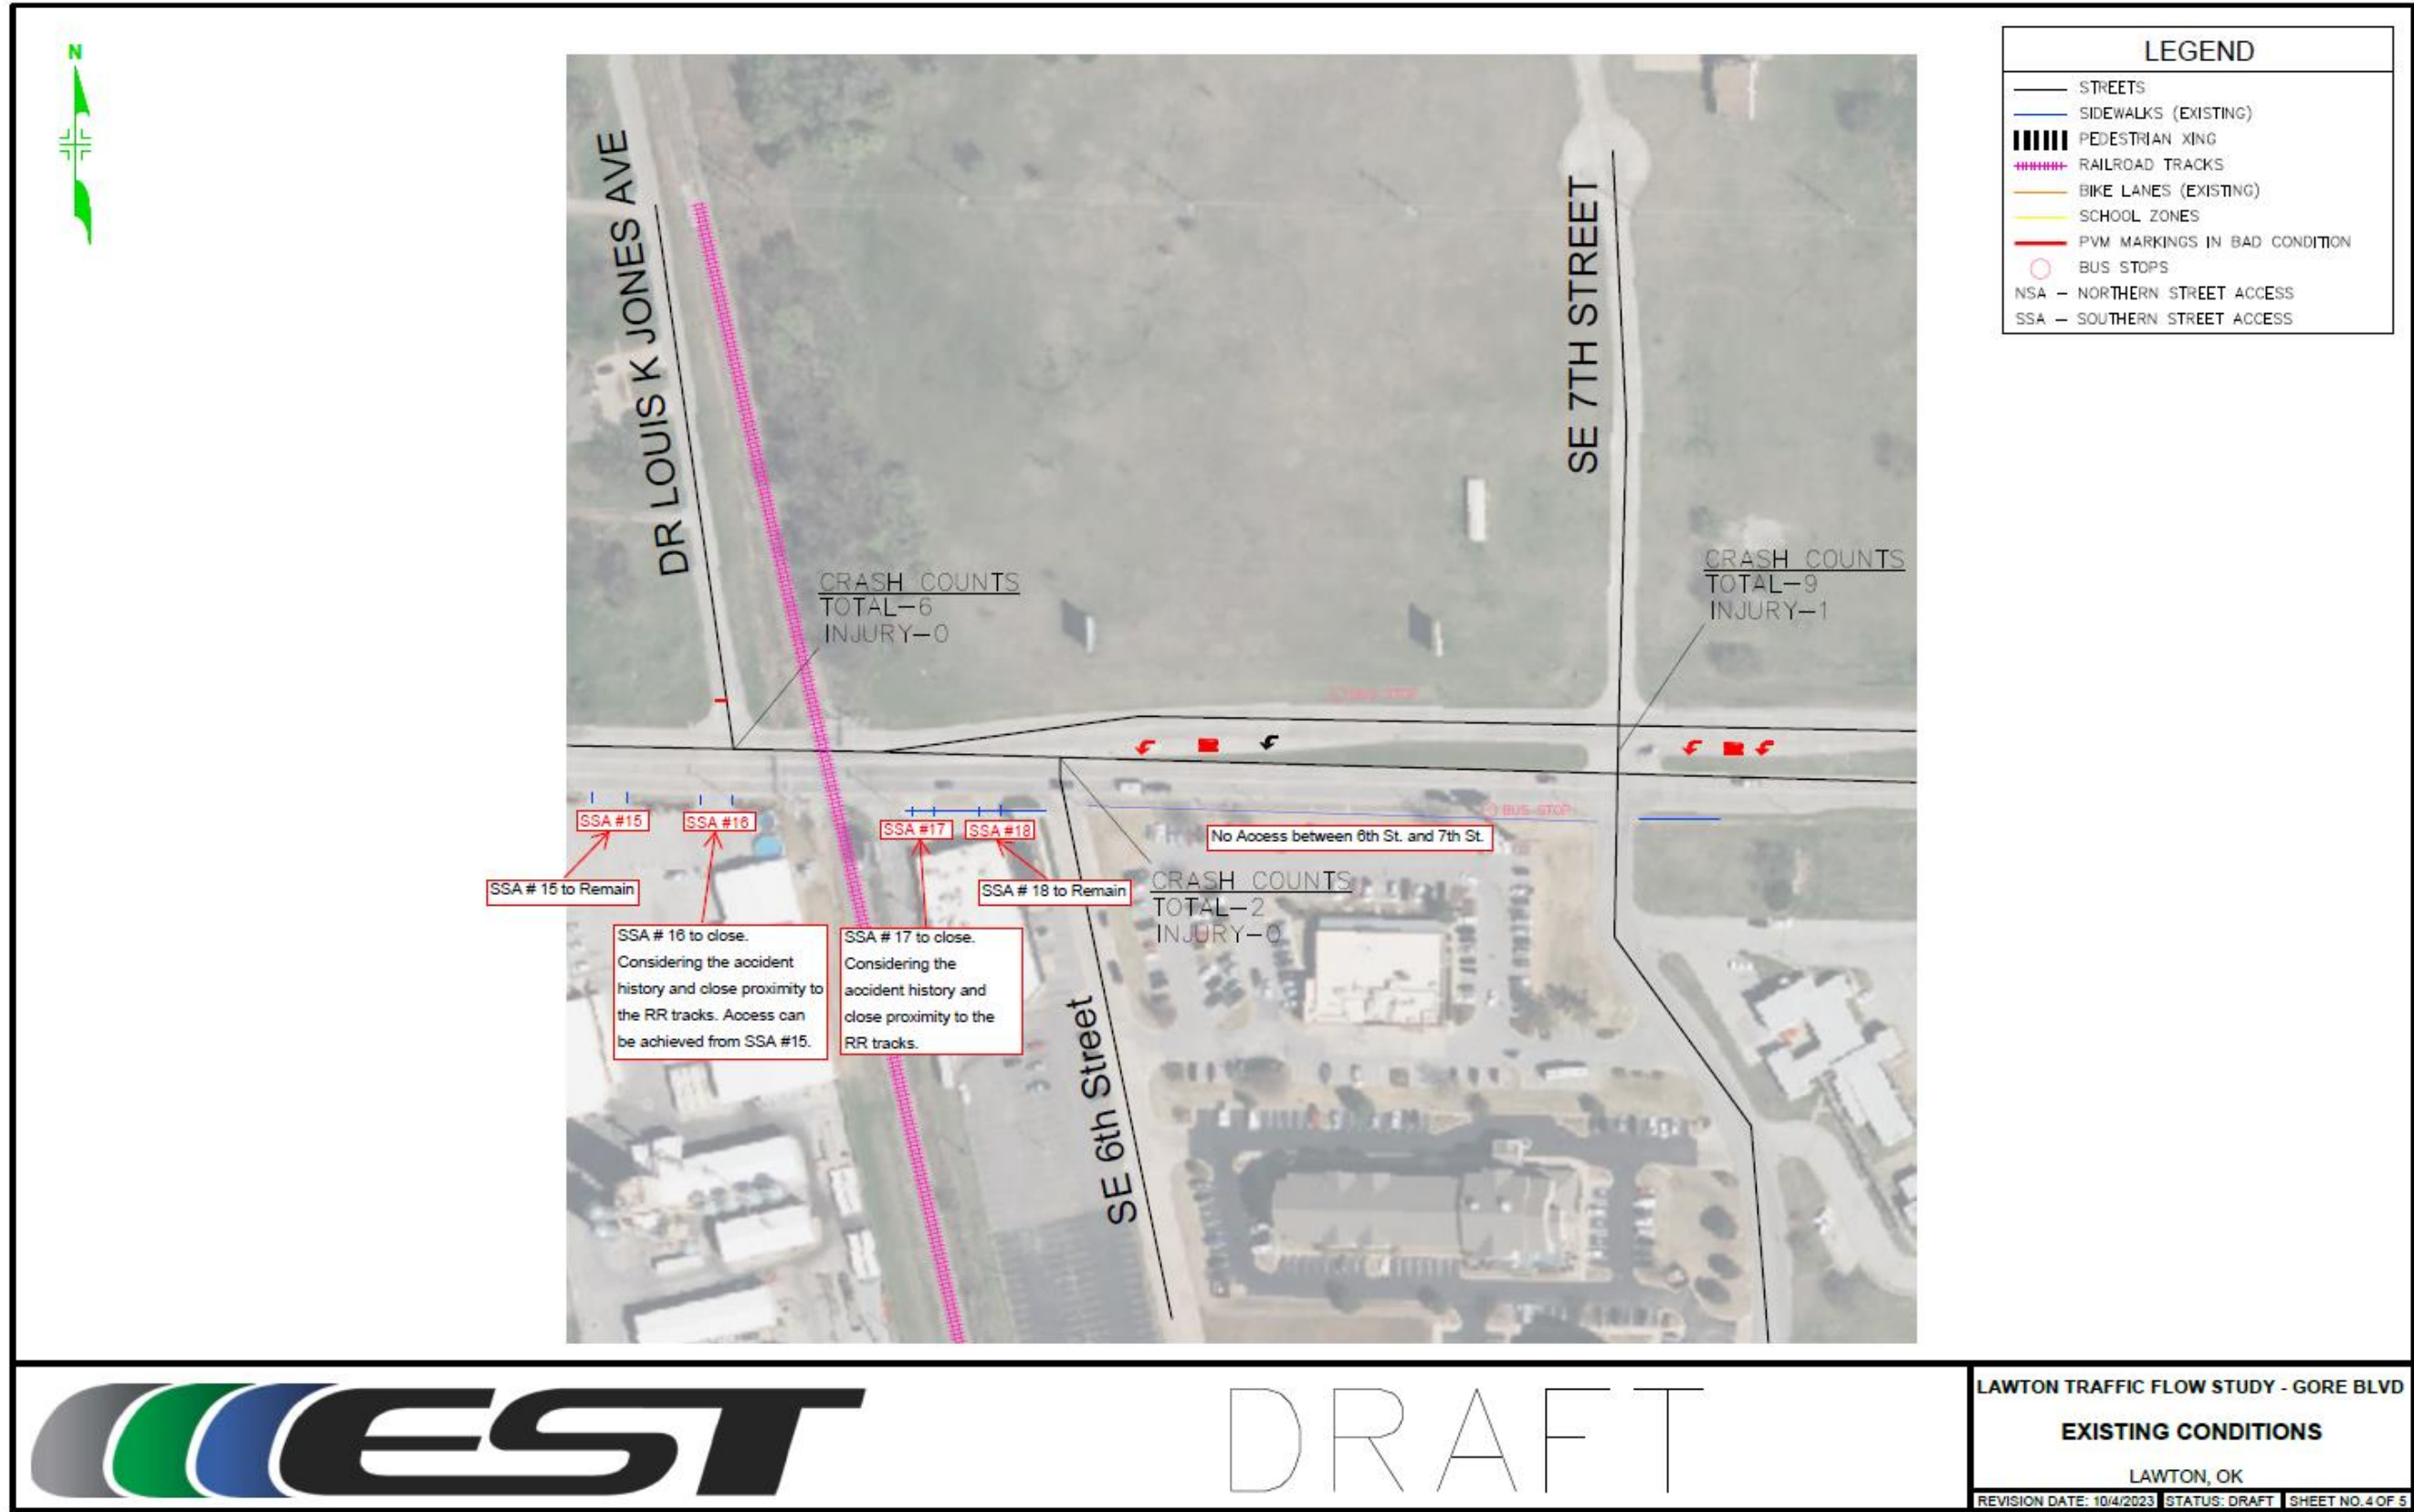 N
LEGEND
STREETS
SIDEWALKS (EXISTING)
PEDESTRIAN XING
RAILROAD TRACKS
BIKE LANES (EXISTING)
SCHOOL ZONES
PVM MARKINGS IN BAD CONDITION
BUS STOPS
NSA – NORTHERN STREET ACCESS
SSA – SOUTHERN STREET ACCESS
DR LOUIS K JONES AVE
SE 7TH STREET
CRASH COUNTS
TOTAL–6
INJURY–0
CRASH COUNTS
TOTAL–9
INJURY–1
BUS STOP
SSA #15
SSA #16
SSA #17
SSA #18
No Access between 6th St. and 7th St.
SSA # 15 to Remain
SSA # 18 to Remain
CRASH COUNTS
TOTAL–2
INJURY–0
SSA # 16 to close.
Considering the accident
history and close proximity to
the RR tracks. Access can
be achieved from SSA #15.
SSA # 17 to close.
Considering the
accident history and
close proximity to the
RR tracks.
SE 6th Street
EST
DRAFT
LAWTON TRAFFIC FLOW STUDY - GORE BLVD
EXISTING CONDITIONS
LAWTON, OK
REVISION DATE: 10/4/2023 STATUS: DRAFT SHEET NO. 4 OF 5